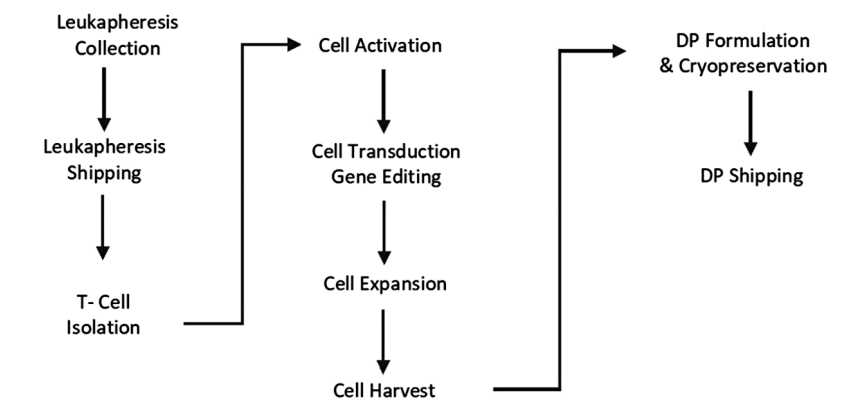 Leukapheresis
Collection
Leukapheresis
Shipping
T- Cell
Isolation
Cell Activation
Cell Transduction
Gene Editing
Cell Expansion
Cell Harvest
DP Formulation
& Cryopreservation
DP Shipping